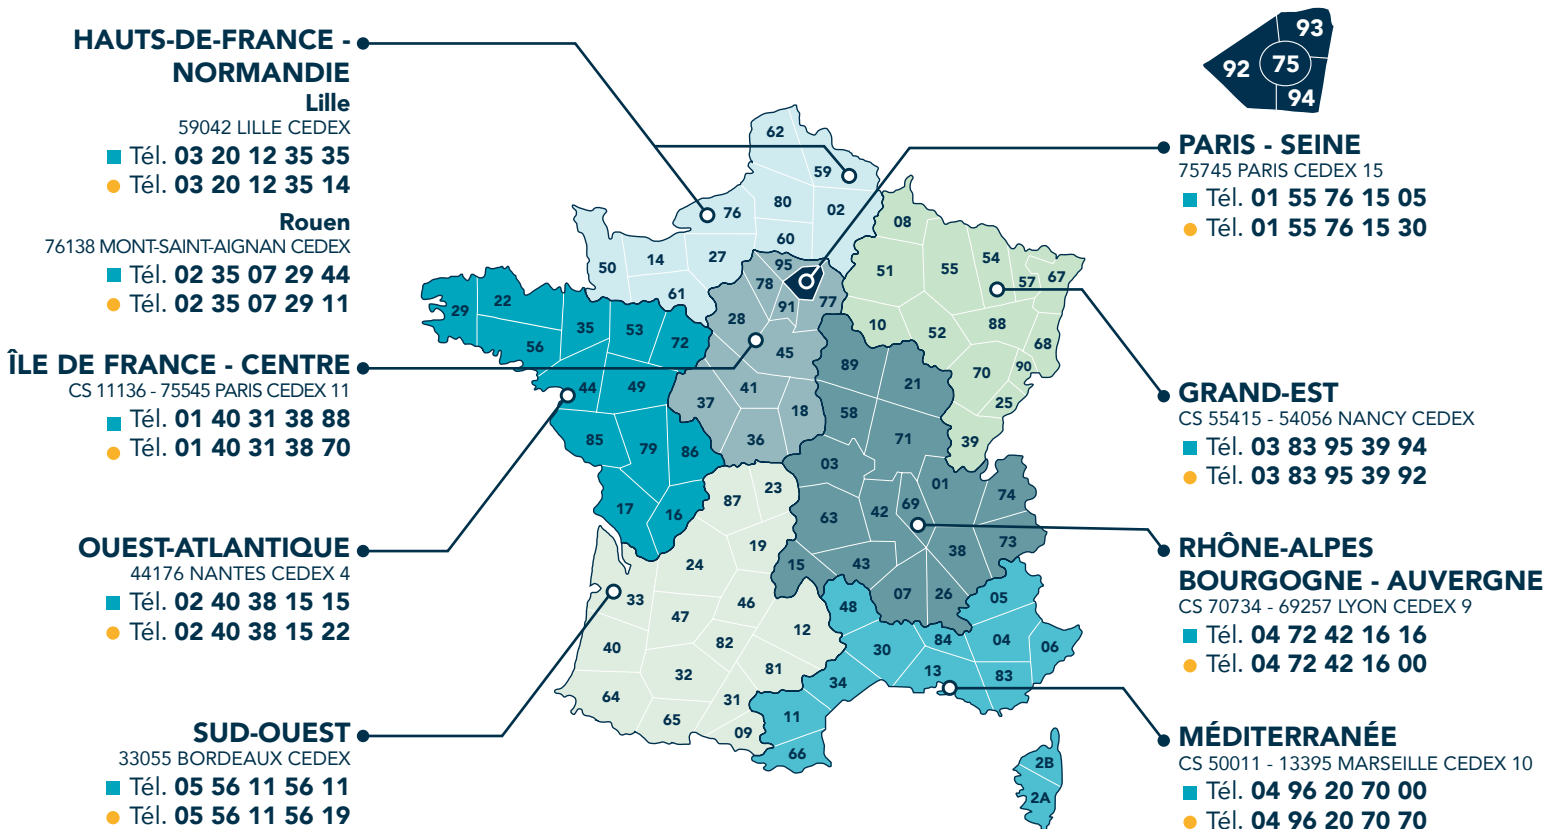 HAUTS-DE-FRANCE -
NORMANDIE
Lille
59042 LILLE CEDEX
Tél. 03 20 12 35 35
Tél. 03 20 12 35 14
Rouen
76138 MONT-SAINT-AIGNAN CEDEX
Tél. 02 35 07 29 44
Tél. 02 35 07 29 11
ÎLE DE FRANCE - CENTRE
CS 11136 - 75545 PARIS CEDEX 11
Tél. 01 40 31 38 88
Tél. 01 40 31 38 70
OUEST-ATLANTIQUE
44176 NANTES CEDEX 4
Tél. 02 40 38 15 15
Tél. 02 40 38 15 22
SUD-OUEST
33055 BORDEAUX CEDEX
Tél. 05 56 11 56 11
Tél. 05 56 11 56 19
62
59
80
02
76
60
27
14
50
61
95
78
91
77
28
45
41
37
18
36
29
22
35
53
72
56
44
49
85
79
86
17
16
08
51
55
54
57
67
10
52
88
68
70
90
25
39
89
21
58
71
03
01
74
63
42
69
38
73
15
43
07
26
87
23
19
24
33
46
47
12
40
82
32
81
64
31
65
09
48
05
30
84
04
06
34
13
83
11
66
2B
2A
93
92
75
94
PARIS - SEINE
75745 PARIS CEDEX 15
Tél. 01 55 76 15 05
Tél. 01 55 76 15 30
GRAND-EST
CS 55415 - 54056 NANCY CEDEX
Tél. 03 83 95 39 94
Tél. 03 83 95 39 92
RHÔNE-ALPES
BOURGOGNE - AUVERGNE
CS 70734 - 69257 LYON CEDEX 9
Tél. 04 72 42 16 16
Tél. 04 72 42 16 00
MÉDITERRANÉE
CS 50011 - 13395 MARSEILLE CEDEX 10
Tél. 04 96 20 70 00
Tél. 04 96 20 70 70